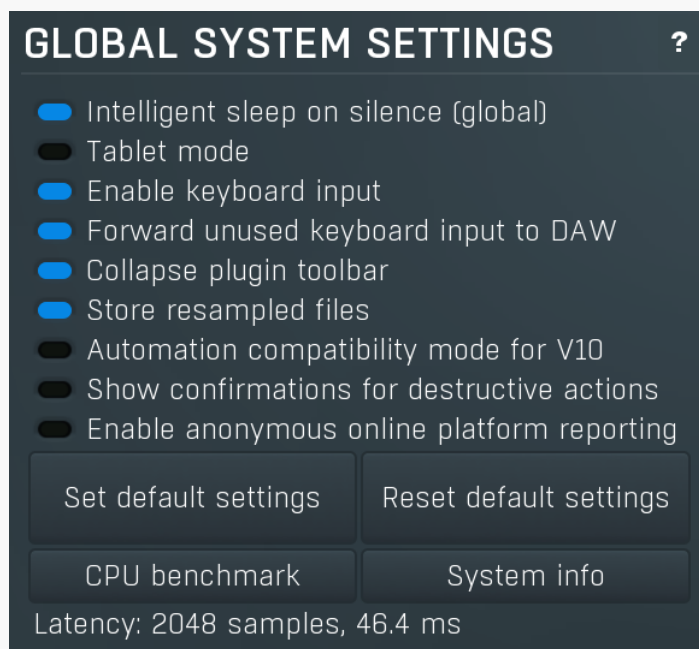 GLOBAL SYSTEM SETTINGS ?
Intelligent sleep on silence (global)
Tablet mode
Enable keyboard input
Forward unused keyboard input to DAW
Collapse plugin toolbar
Store resampled files
Automation compatibility mode for V10
Show confirmations for destructive actions
Enable anonymous online platform reporting
Set default settings Reset default settings
CPU benchmark System info
Latency: 2048 samples, 46.4 ms